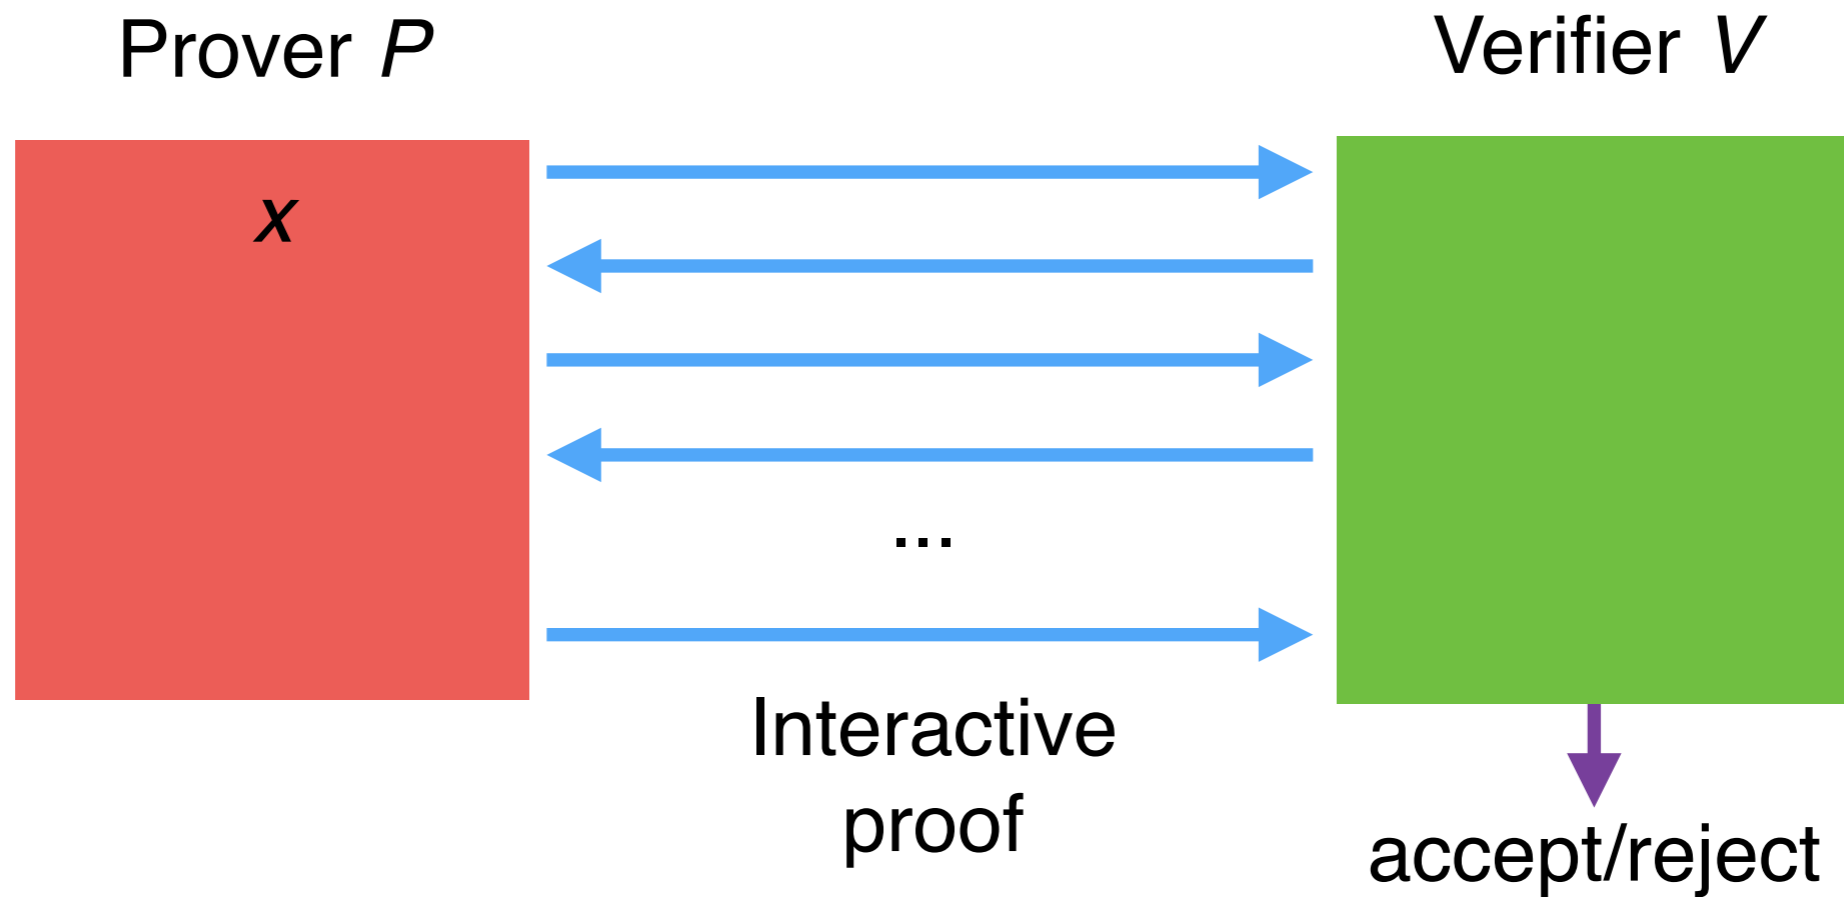 Prover P
Verifier V
x
...
Interactive
proof
accept/reject